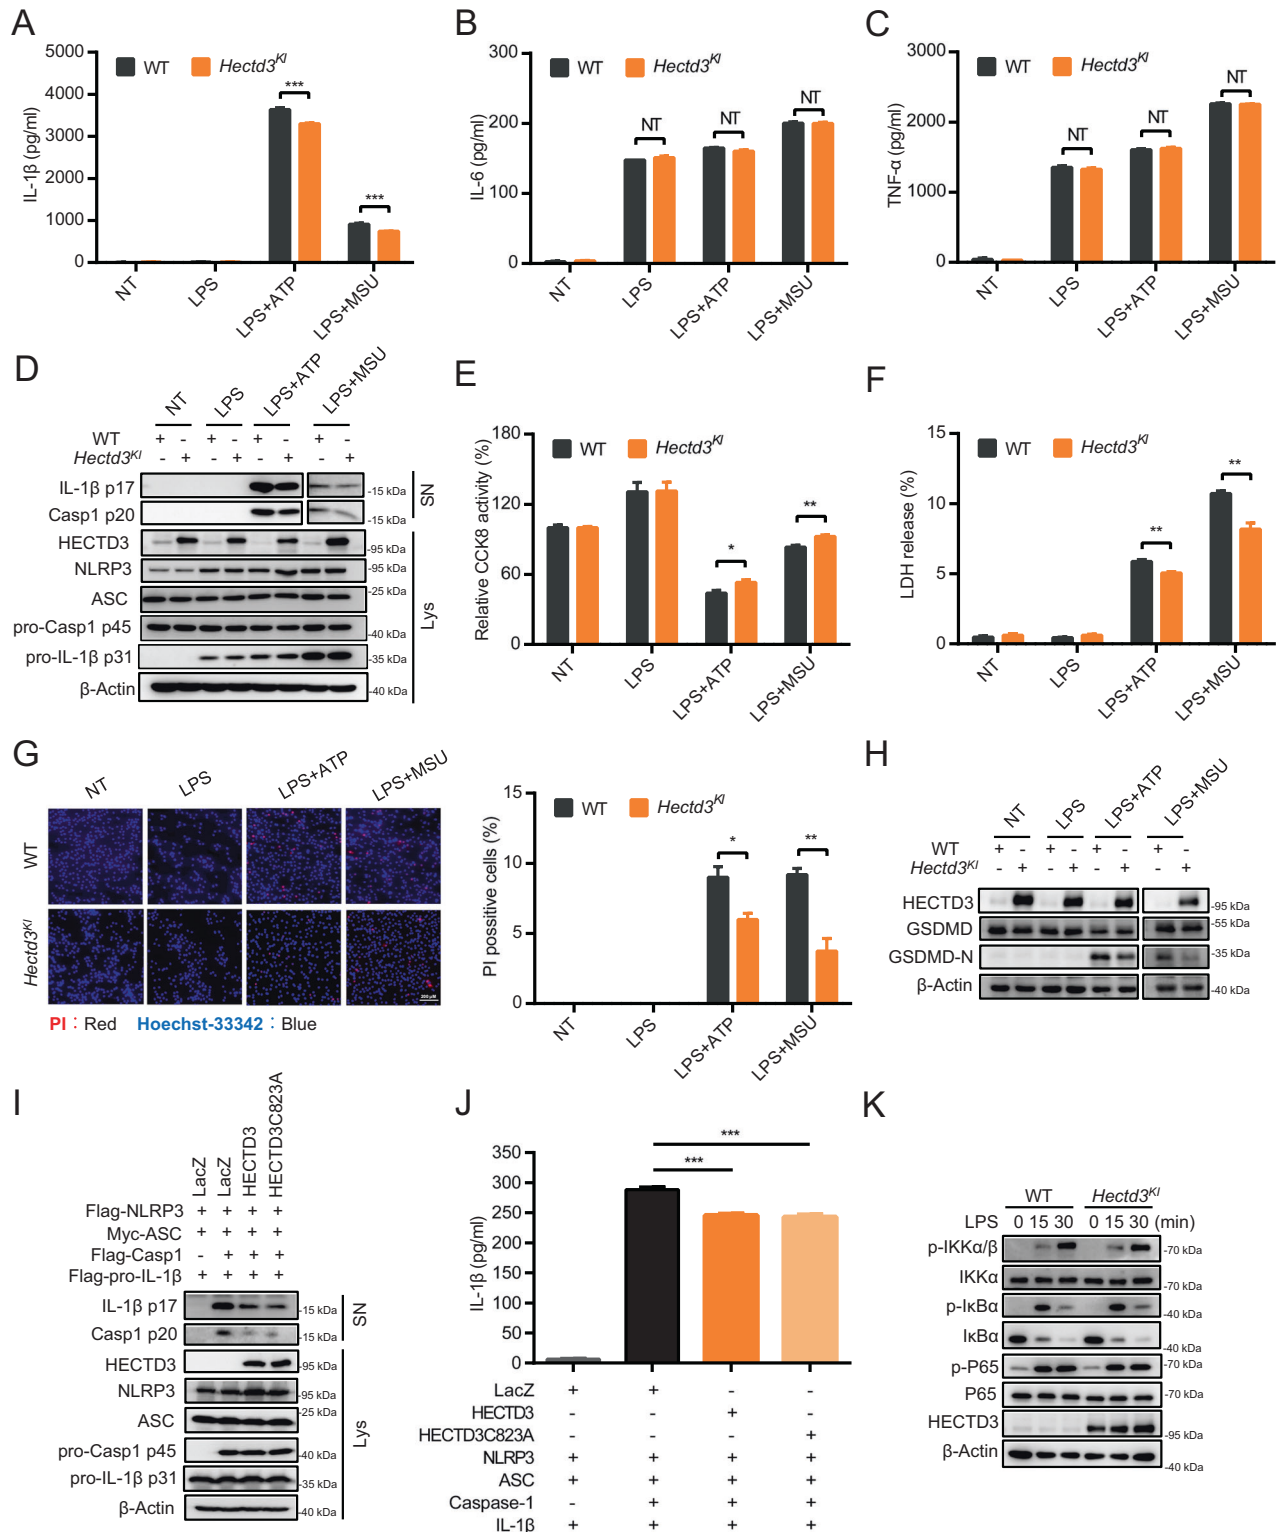 A
5000
4000
3000
2000
1000
0
IL-1β (pg/ml)
WT Hectd3KI
***
***
NT LPS LPS+ATP LPS+MSU
B
300
200
100
0
IL-6 (pg/ml)
WT Hectd3KI
NT NT NT
NT LPS LPS+ATP LPS+MSU
C
3000
2000
1000
0
TNF-α (pg/ml)
WT Hectd3KI
NT NT NT
NT LPS LPS+ATP LPS+MSU
D
NT LPS LPS+ATP LPS+MSU
WT + - + - + - + -
Hectd3KI - + - + - + - +
IL-1β p17 -15 kDa
Casp1 p20 -15 kDa
SN
HECTD3 -95 kDa
NLRP3 -95 kDa
ASC -25 kDa
pro-Casp1 p45 -40 kDa
pro-IL-1β p31 -35 kDa
β-Actin -40 kDa
Lys
E
180
120
60
0
Relative CCK8 activity (%)
WT Hectd3KI
* **
NT LPS LPS+ATP LPS+MSU
F
15
10
5
0
LDH release (%)
WT Hectd3KI
** **
NT LPS LPS+ATP LPS+MSU
G
NT LPS LPS+ATP LPS+MSU
WT
Hectd3KI
200 μM
PI : Red Hoechst-33342 : Blue
15
10
5
0
PI possitive cells (%)
WT Hectd3KI
* **
NT LPS LPS+ATP LPS+MSU
H
NT LPS LPS+ATP LPS+MSU
WT + - + - + - + -
Hectd3KI - + - + - + - +
HECTD3 -95 kDa
GSDMD -55 kDa
GSDMD-N -35 kDa
β-Actin -40 kDa
I
LacZ LacZ HECTD3 HECTD3C823A
Flag-NLRP3 + + + +
Myc-ASC + + + +
Flag-Casp1 - + + +
Flag-pro-IL-1β + + + +
IL-1β p17 -15 kDa
Casp1 p20 -15 kDa
SN
HECTD3 -95 kDa
NLRP3 -95 kDa
ASC -25 kDa
pro-Casp1 p45 -40 kDa
pro-IL-1β p31 -35 kDa
β-Actin -40 kDa
Lys
J
350
300
250
200
150
100
50
0
IL-1β (pg/ml)
***
***
LacZ + + - -
HECTD3 - - + -
HECTD3C823A - - - +
NLRP3 + + + +
ASC + + + +
Caspase-1 - + + +
IL-1β + + + +
K
WT Hectd3KI
LPS 0 15 30 0 15 30 (min)
p-IKKα/β -70 kDa
IKKα -70 kDa
p-IκBα -40 kDa
IκBα -40 kDa
p-P65 -70 kDa
P65 -70 kDa
HECTD3 -95 kDa
β-Actin -40 kDa